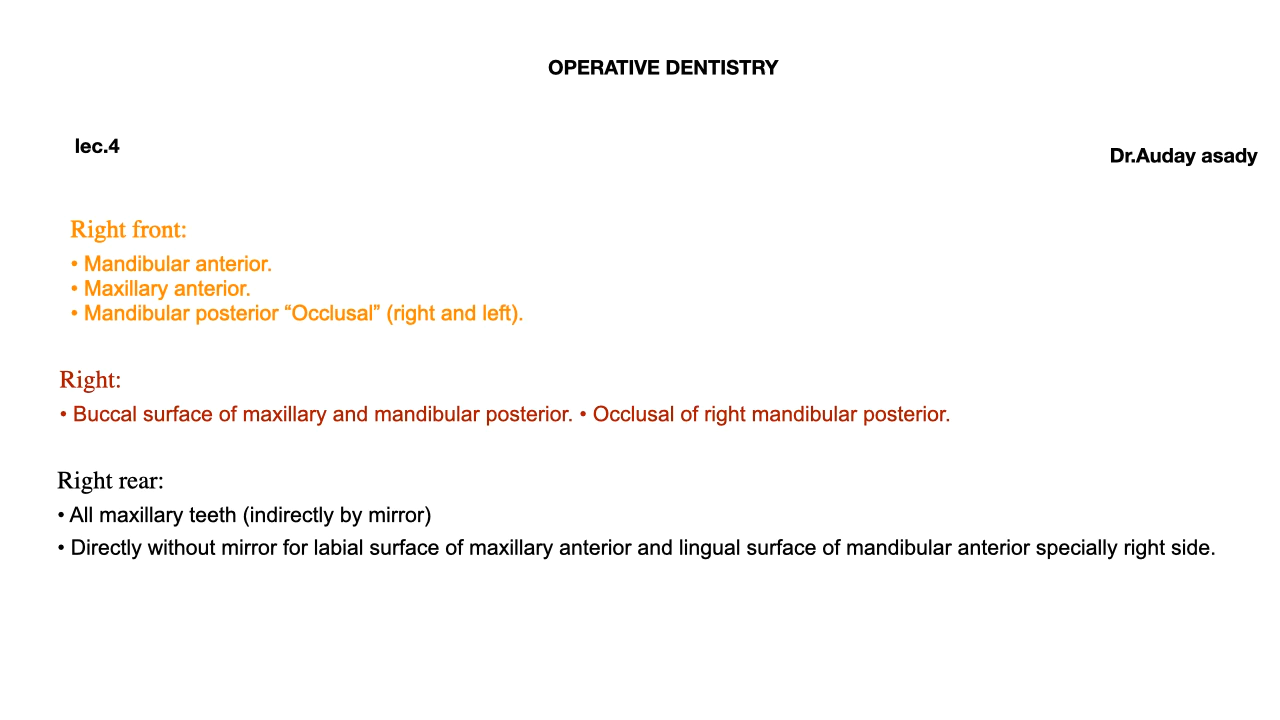 OPERATIVE DENTISTRY
lec.4
Dr.Auday asady
Right front:
• Mandibular anterior.
• Maxillary anterior.
• Mandibular posterior “Occlusal” (right and left).
Right:
• Buccal surface of maxillary and mandibular posterior. • Occlusal of right mandibular posterior.
Right rear:
• All maxillary teeth (indirectly by mirror)
• Directly without mirror for labial surface of maxillary anterior and lingual surface of mandibular anterior specially right side.